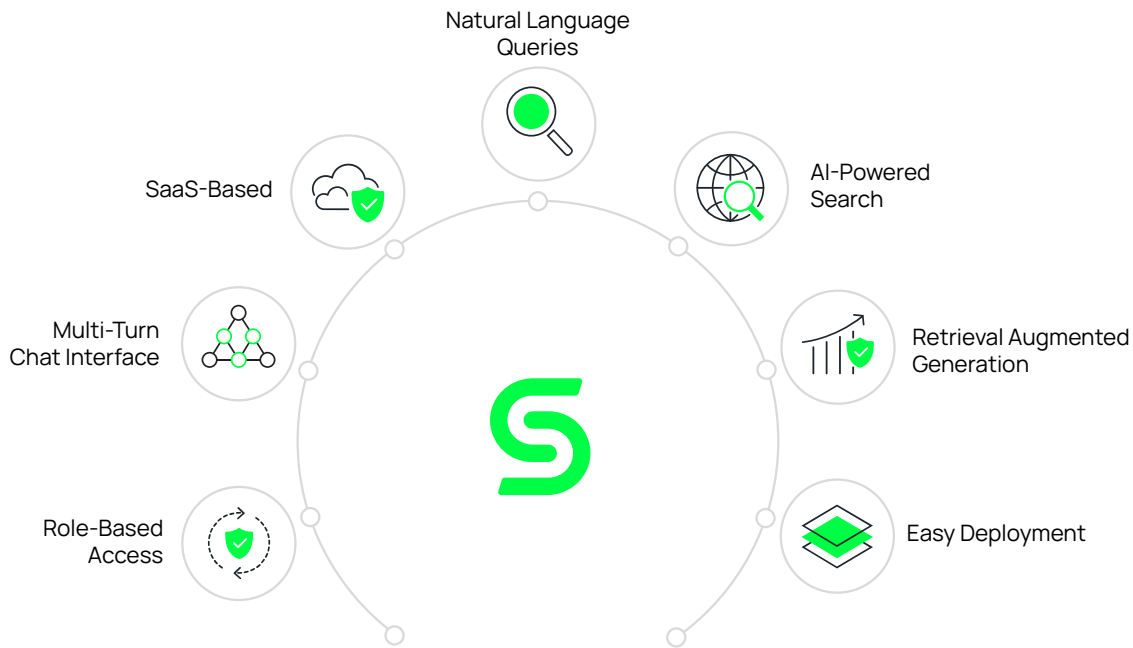 Natural Language
Queries
SaaS-Based
AI-Powered
Search
Multi-Turn
Chat Interface
Retrieval Augmented
Generation
Role-Based
Access
Easy Deployment